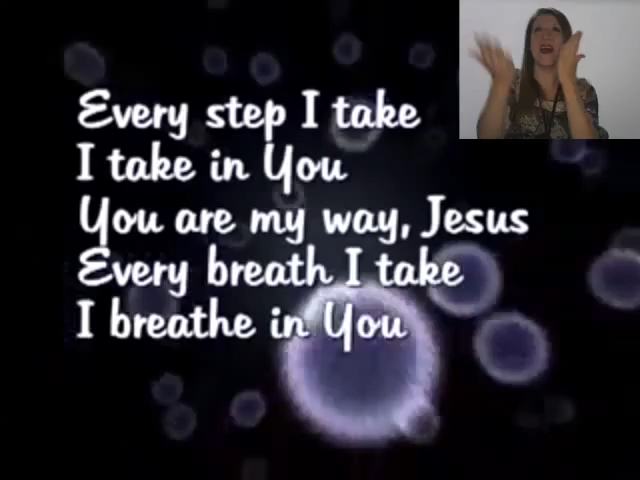 Every step I take
I take in You
You are my way, Jesus
Every breath I take
I breathe in You